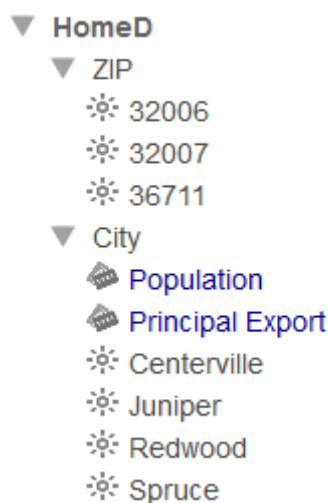 HomeD
ZIP
32006
32007
36711
City
Population
Principal Export
Centerville
Juniper
Redwood
Spruce